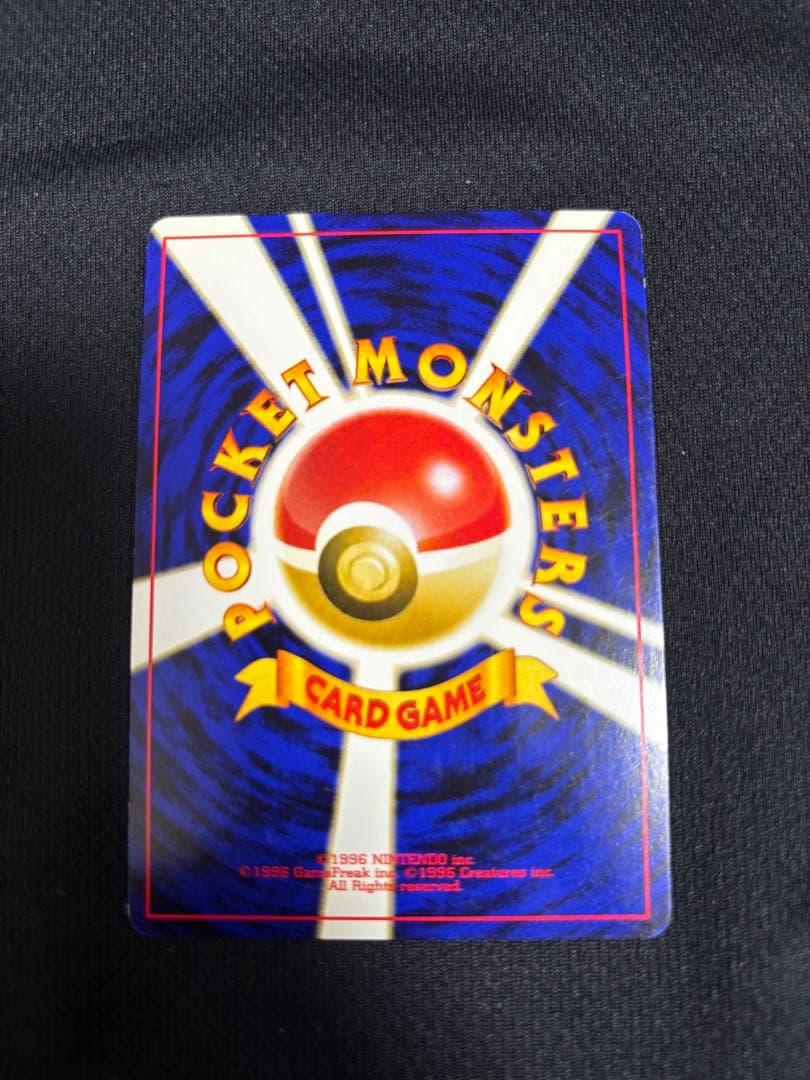 POCKET MONSTERS
CARD GAME
©1996 NINTENDO inc.
©1996 GameFreak inc. ©1996 Creatures inc.
All Rights reserved.